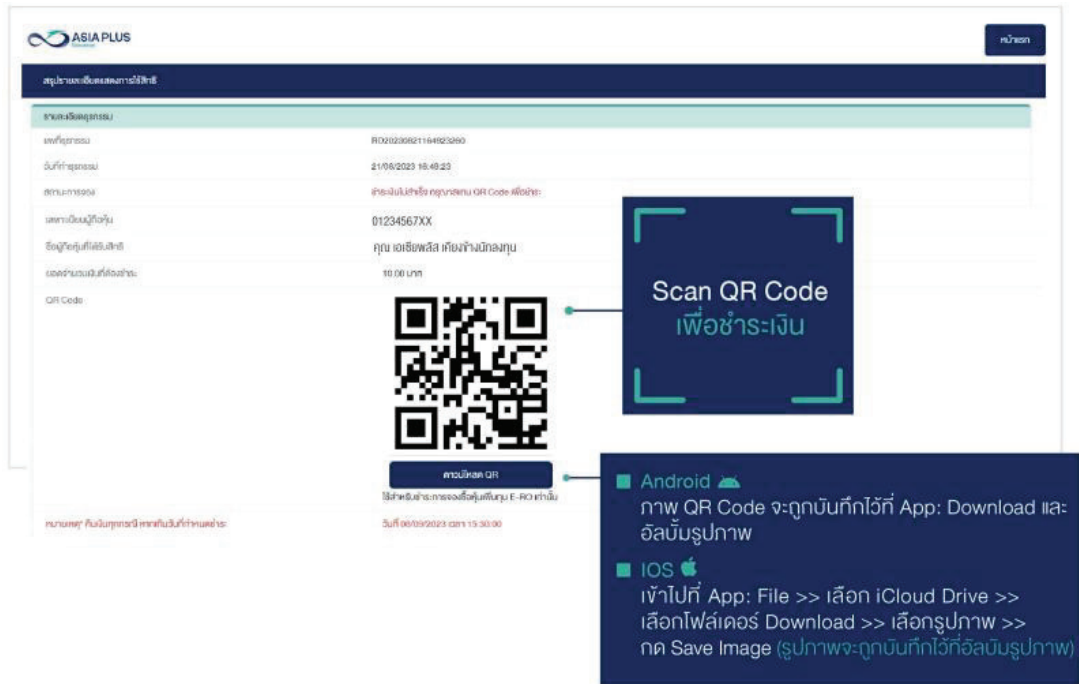 ASIA PLUS
หน้าแรก
สรุปรายละเอียดแสดงการใช้สิทธิ
รายละเอียดธุรกรรม
เลขที่ธุรกรรม
RO20230821164923260
วันที่ทำธุรกรรม
21/08/2023 16:49:23
สถานะการจอง
ชำระเงินไม่สำเร็จ กรุณาสแกน QR Code เพื่อชำระ
เลขทะเบียนผู้ถือหุ้น
01234567XX
ชื่อผู้ถือหุ้นที่ได้รับสิทธิ
คุณ เอเซียพลัส เคียงข้างนักลงทุน
ยอดจำนวนเงินที่ต้องชำระ
10.00 บาท
QR Code
Scan QR Code
เพื่อชำระเงิน
ดาวน์โหลด QR
ใช้สำหรับชำระการจองซื้อหุ้นเพิ่มทุน E-RO เท่านั้น
หมายเหตุ* คืนเงินทุกกรณี หากเกินวันที่กำหนดชำระ
วันที่ 08/09/2023 เวลา 15:30:00
Android
ภาพ QR Code จะถูกบันทึกไว้ที่ App: Download และ
อัลบั้มรูปภาพ
IOS
เข้าไปที่ App: File >> เลือก iCloud Drive >>
เลือกโฟล์เดอร์ Download >> เลือกรูปภาพ >>
กด Save Image (รูปภาพจะถูกบันทึกไว้ที่อัลบัมรูปภาพ)